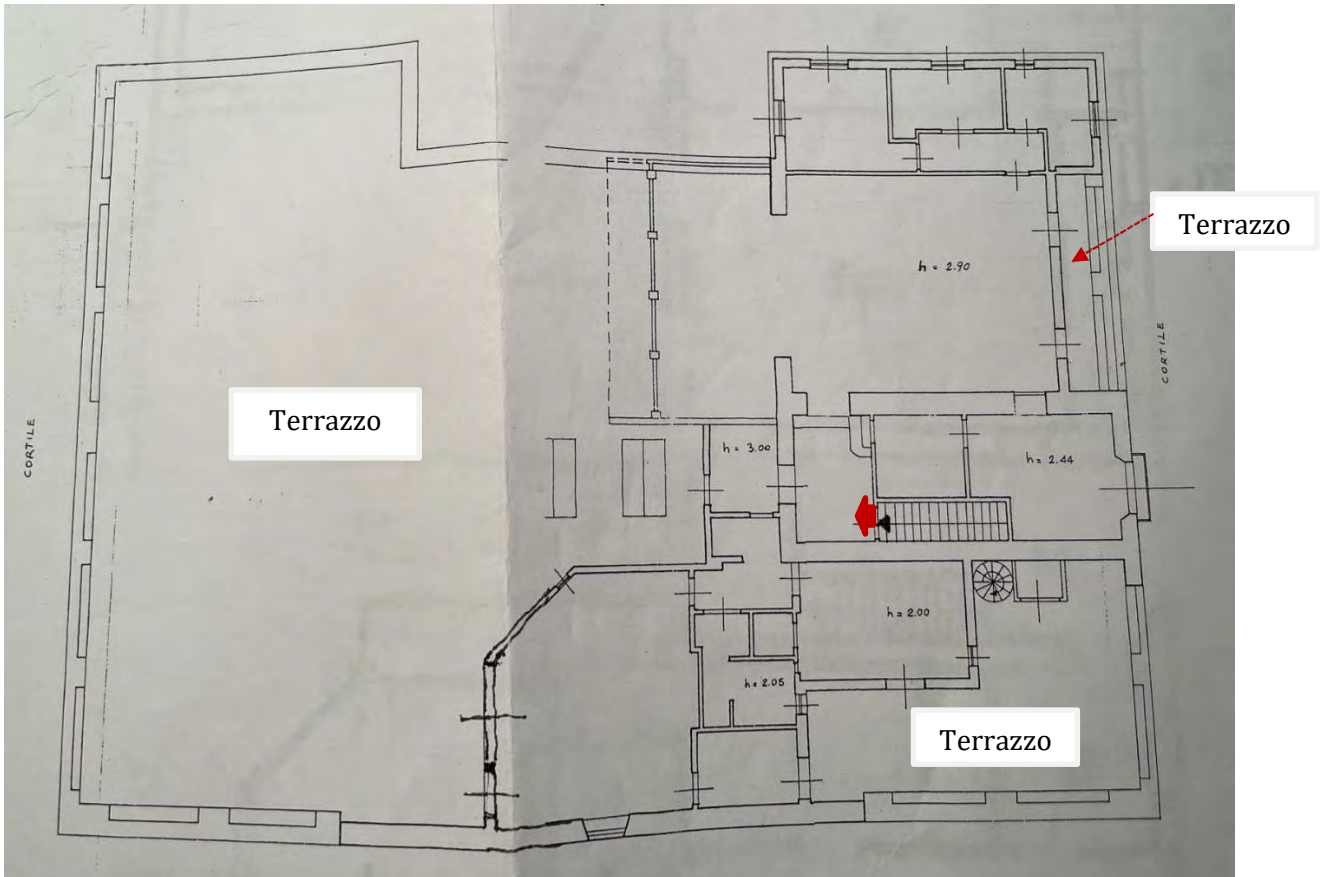 Terrazzo
h = 2.90
CORTILE
Terrazzo
CORTILE
h = 3.00
h = 2.44
h = 2.00
h = 2.05
Terrazzo